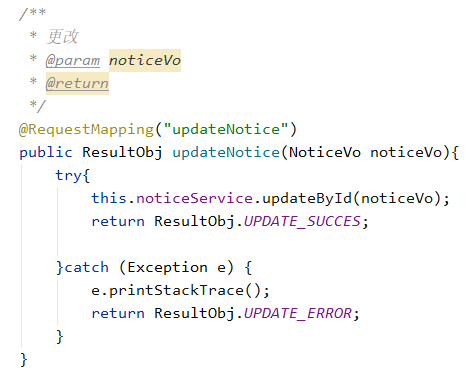 /**
 * 更改
 * @param noticeVo
 * @return
 */
@RequestMapping("updateNotice")
public ResultObj updateNotice(NoticeVo noticeVo){
    try{
        this.noticeService.updateById(noticeVo);
        return ResultObj.UPDATE_SUCCES;
    }catch (Exception e) {
        e.printStackTrace();
        return ResultObj.UPDATE_ERROR;
    }
}